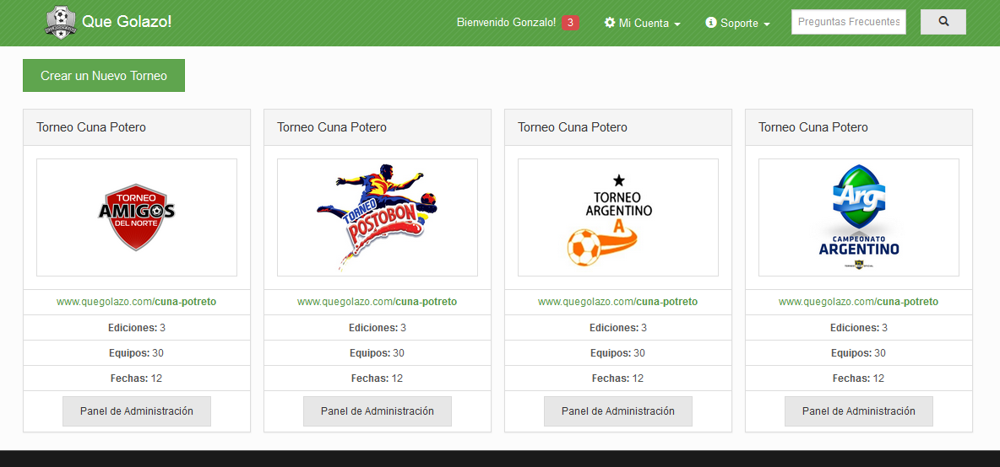 QUE GOLAZO
Que Golazo!
Bienvenido Gonzalo! 3
Mi Cuenta
Soporte
Preguntas Frecuentes
Crear un Nuevo Torneo
Torneo Cuna Potero
TORNEO
AMIGOS
DEL NORTE
www.quegolazo.com/cuna-potreto
Ediciones: 3
Equipos: 30
Fechas: 12
Panel de Administración
Torneo Cuna Potero
TORNEO
POSTOBON
www.quegolazo.com/cuna-potreto
Ediciones: 3
Equipos: 30
Fechas: 12
Panel de Administración
Torneo Cuna Potero
TORNEO
ARGENTINO
A
www.quegolazo.com/cuna-potreto
Ediciones: 3
Equipos: 30
Fechas: 12
Panel de Administración
Torneo Cuna Potero
Arg
CAMPEONATO
ARGENTINO
www.quegolazo.com/cuna-potreto
Ediciones: 3
Equipos: 30
Fechas: 12
Panel de Administración